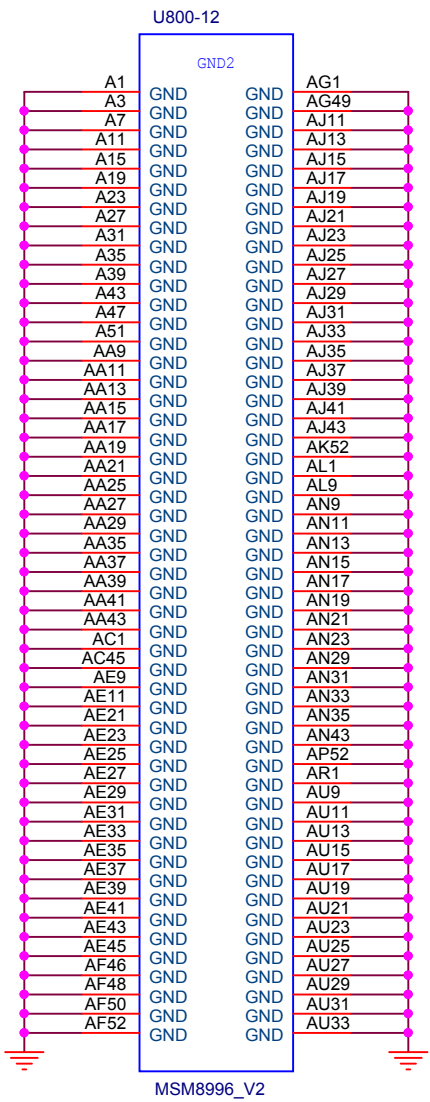 U800-12
GND2
A1 GND GND AG1
A3 GND GND AG49
A7 GND GND AJ11
A11 GND GND AJ13
A15 GND GND AJ15
A19 GND GND AJ17
A23 GND GND AJ19
A27 GND GND AJ21
A31 GND GND AJ23
A35 GND GND AJ25
A39 GND GND AJ27
A43 GND GND AJ29
A47 GND GND AJ31
A51 GND GND AJ33
AA9 GND GND AJ35
AA11 GND GND AJ37
AA13 GND GND AJ39
AA15 GND GND AJ41
AA17 GND GND AJ43
AA19 GND GND AK52
AA21 GND GND AL1
AA25 GND GND AL9
AA27 GND GND AN9
AA29 GND GND AN11
AA35 GND GND AN13
AA37 GND GND AN15
AA39 GND GND AN17
AA41 GND GND AN19
AA43 GND GND AN21
AC1 GND GND AN23
AC45 GND GND AN29
AE9 GND GND AN31
AE11 GND GND AN33
AE21 GND GND AN35
AE23 GND GND AN43
AE25 GND GND AP52
AE27 GND GND AR1
AE29 GND GND AU9
AE31 GND GND AU11
AE33 GND GND AU13
AE35 GND GND AU15
AE37 GND GND AU17
AE39 GND GND AU19
AE41 GND GND AU21
AE43 GND GND AU23
AE45 GND GND AU25
AF46 GND GND AU27
AF48 GND GND AU29
AF50 GND GND AU31
AF52 GND GND AU33
MSM8996_V2